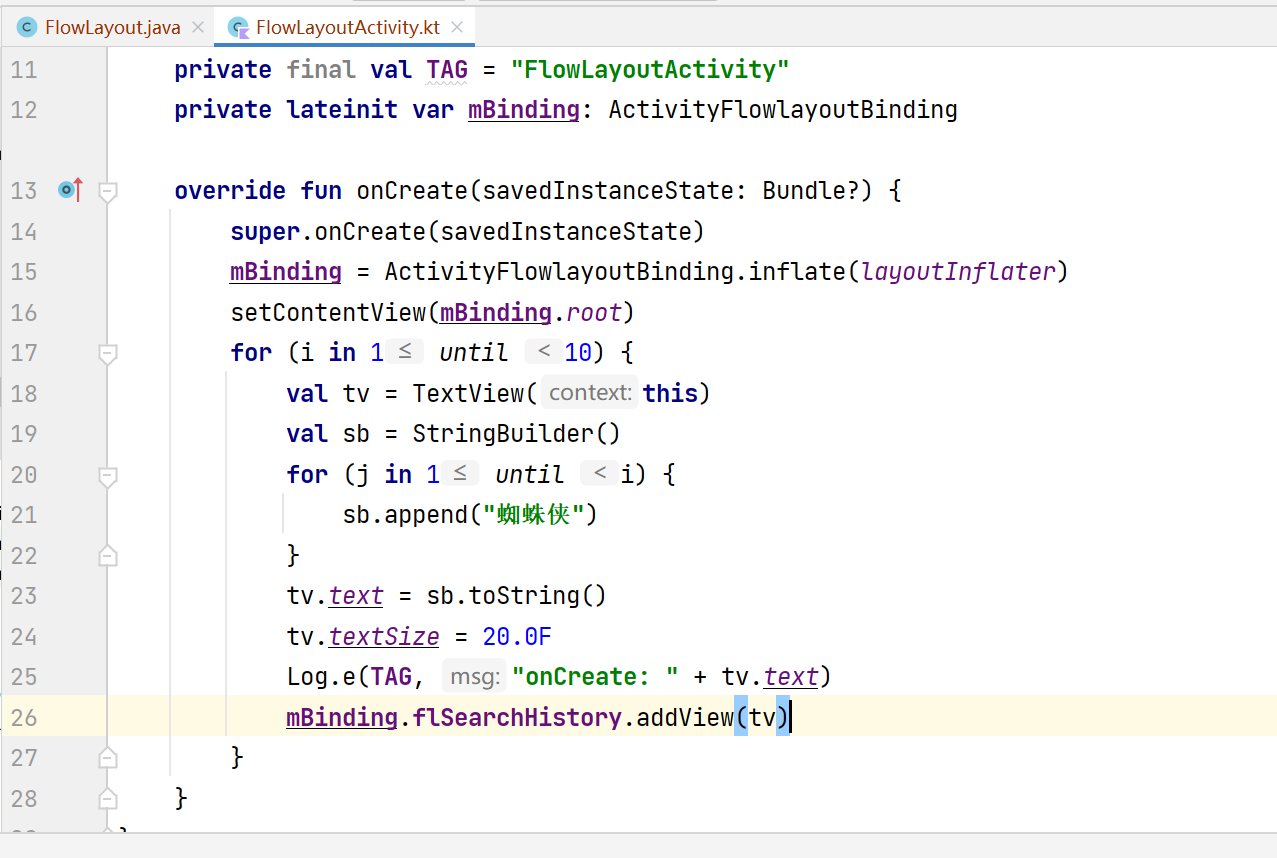 FlowLayout.java
FlowLayoutActivity.kt
11 private final val TAG = "FlowLayoutActivity"
12 private lateinit var mBinding: ActivityFlowlayoutBinding
13 override fun onCreate(savedInstanceState: Bundle?) {
14 super.onCreate(savedInstanceState)
15 mBinding = ActivityFlowlayoutBinding.inflate(layoutInflater)
16 setContentView(mBinding.root)
17 for (i in 1 ≤ until < 10) {
18 val tv = TextView( context: this)
19 val sb = StringBuilder()
20 for (j in 1 ≤ until < i) {
21 sb.append("蜘蛛侠")
22 }
23 tv.text = sb.toString()
24 tv.textSize = 20.0F
25 Log.e(TAG, msg: "onCreate: " + tv.text)
26 mBinding.flSearchHistory.addView(tv)
27 }
28 }